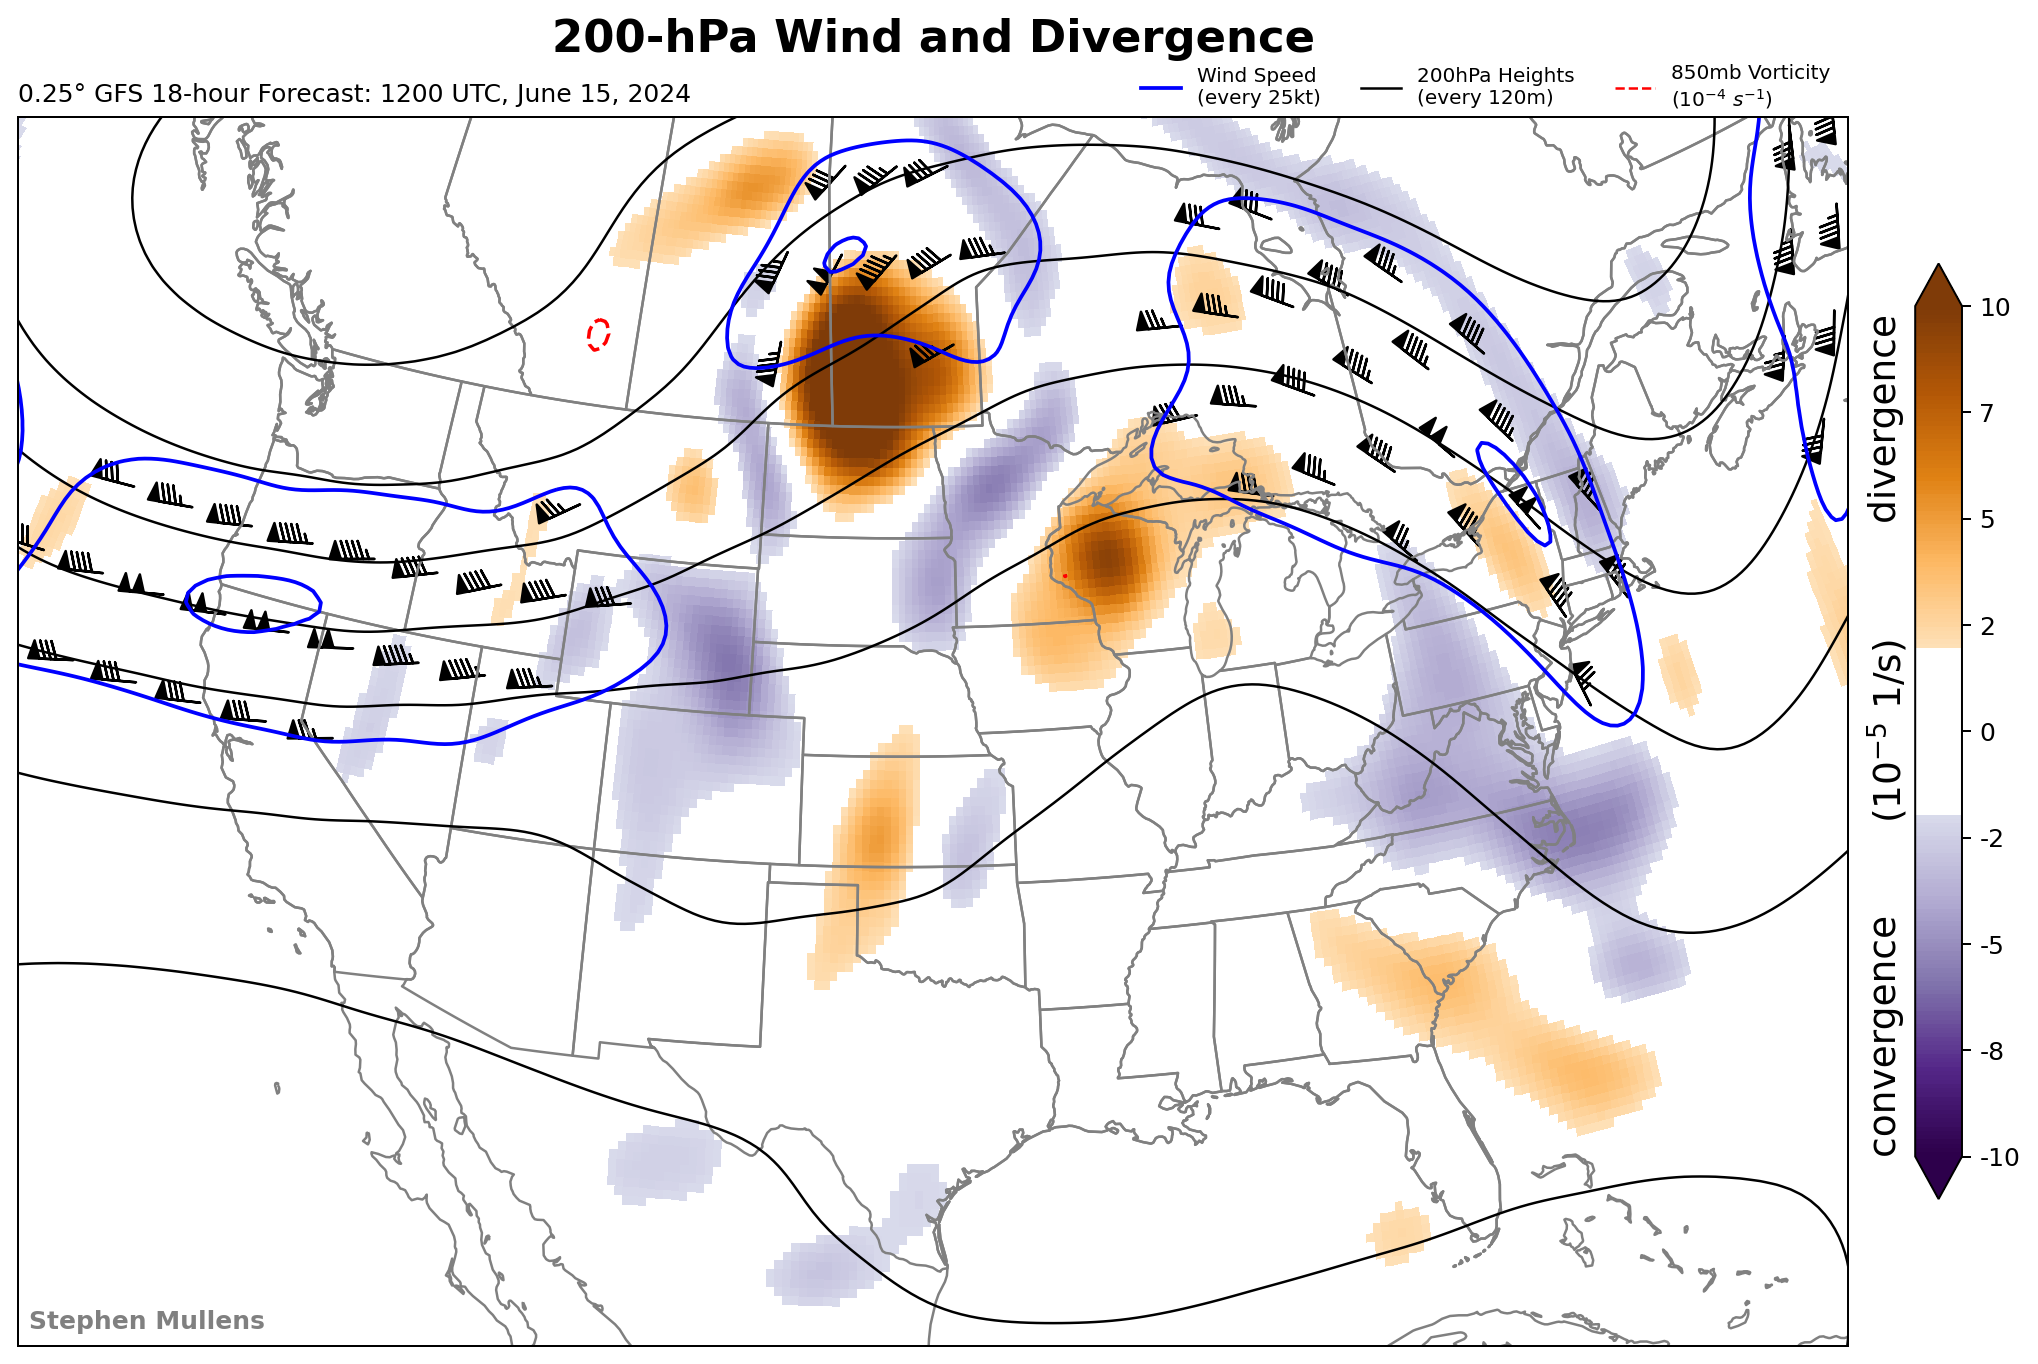 200-hPa Wind and Divergence
0.25° GFS 18-hour Forecast: 1200 UTC, June 15, 2024
Wind Speed
(every 25kt)
200hPa Heights
(every 120m)
850mb Vorticity
(10⁻⁴ s⁻¹)
10
7
5
2
0
-2
-5
-8
-10
convergence (10⁻⁵ 1/s) divergence
Stephen Mullens